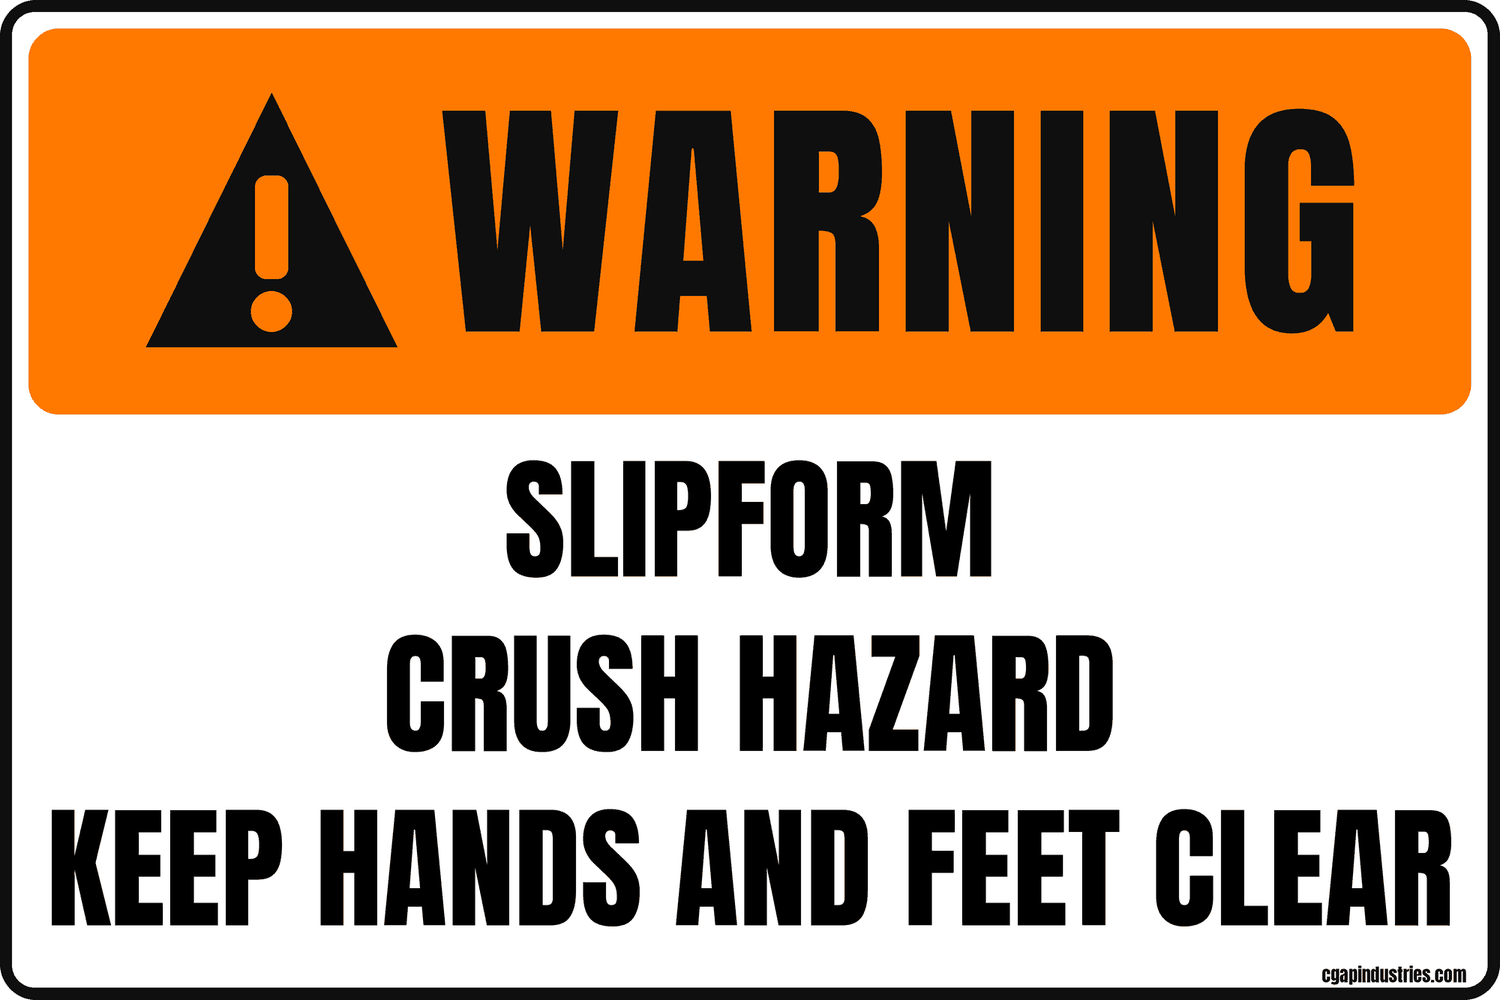 WARNING
SLIPFORM
CRUSH HAZARD
KEEP HANDS AND FEET CLEAR
cgapindustries.com